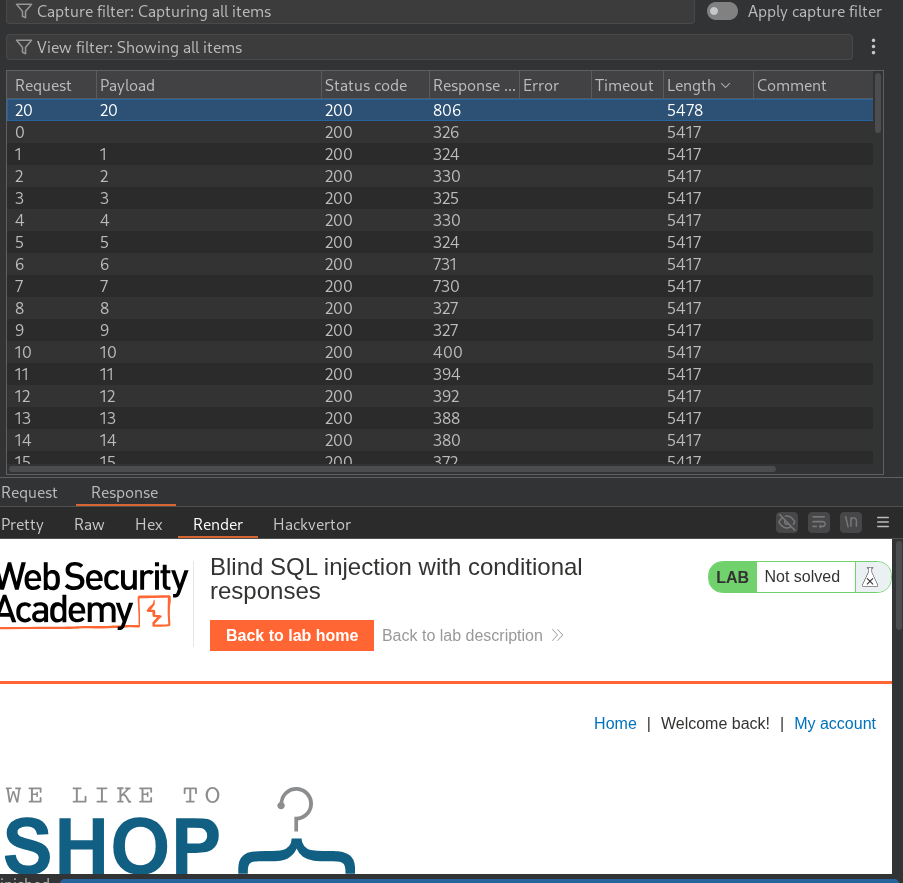 Capture filter: Capturing all items Apply capture filter
View filter: Showing all items
Request Payload Status code Response ... Error Timeout Length Comment
20 20 200 806 5478
0 200 326 5417
1 1 200 324 5417
2 2 200 330 5417
3 3 200 325 5417
4 4 200 330 5417
5 5 200 324 5417
6 6 200 731 5417
7 7 200 730 5417
8 8 200 327 5417
9 9 200 327 5417
10 10 200 400 5417
11 11 200 394 5417
12 12 200 392 5417
13 13 200 388 5417
14 14 200 380 5417
15 15 200 372 5417
Request Response
Pretty Raw Hex Render Hackvertor \n
Web Security
Academy
Blind SQL injection with conditional
responses
LAB Not solved
Back to lab home Back to lab description
Home | Welcome back! | My account
WE LIKE TO
SHOP